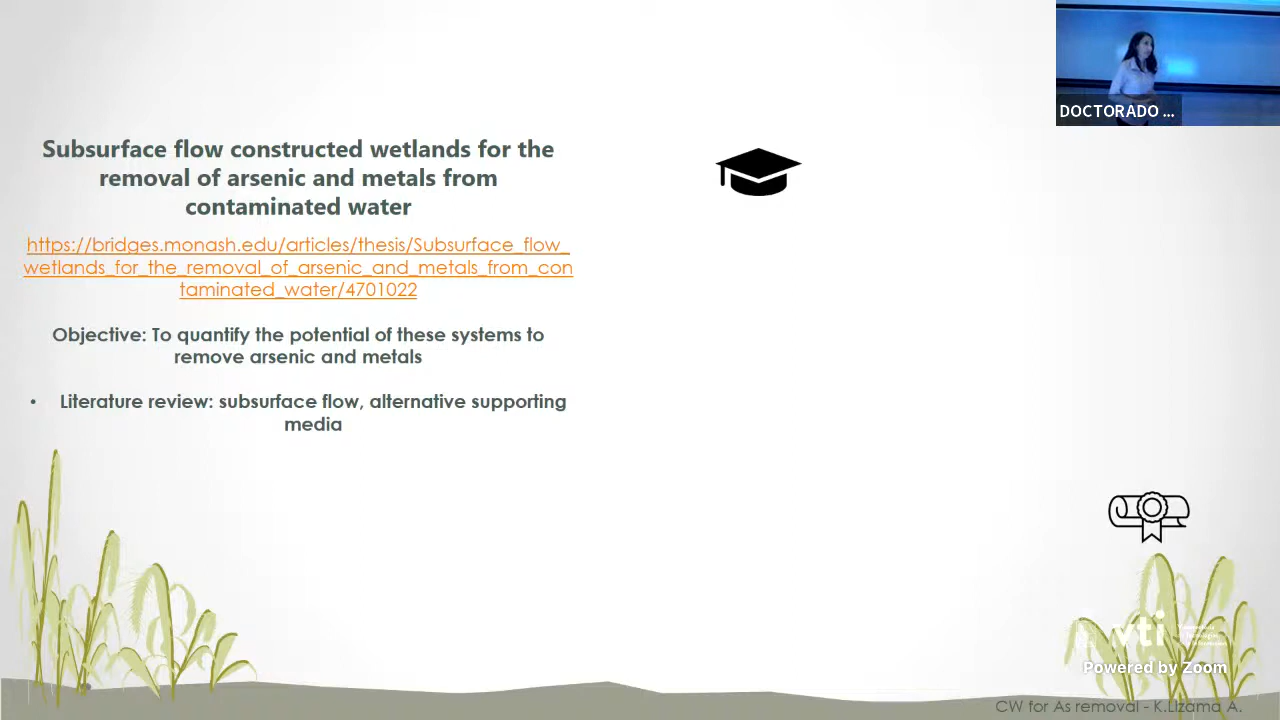 DOCTORADO ...
Subsurface flow constructed wetlands for the
removal of arsenic and metals from
contaminated water
https://bridges.monash.edu/articles/thesis/Subsurface_flow_
wetlands_for_the_removal_of_arsenic_and_metals_from_con
taminated_water/4701022
Objective: To quantify the potential of these systems to
remove arsenic and metals
• Literature review: subsurface flow, alternative supporting
media
vti
Powered by Zoom
CW for As removal - K.Lizama A.